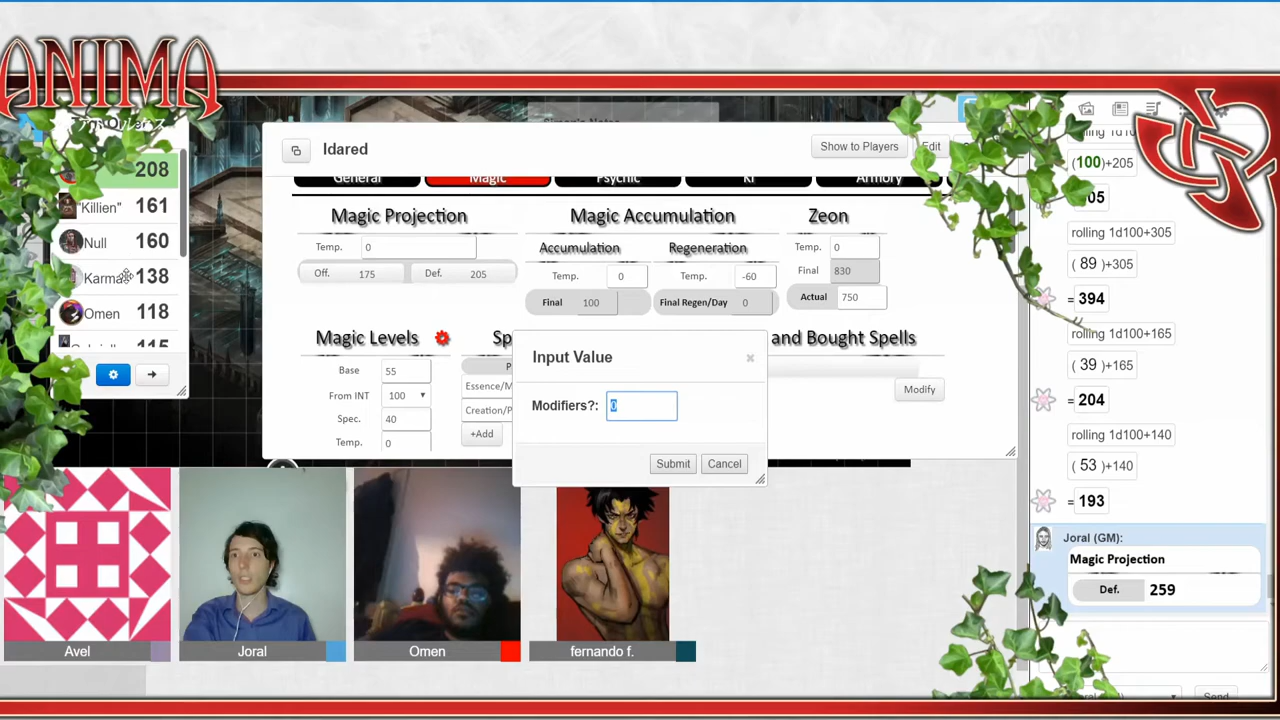 ANIMA
208
"Killien" 161
Null 160
Karma 138
Omen 118
115
Idared
Show to Players
Edit
General
Magic
Psychic
Ki
Armory
Magic Projection
Temp. 0
Off. 175 Def. 205
Magic Accumulation
Accumulation
Temp. 0
Final 100
Regeneration
Temp. -60
Final Regen/Day 0
Zeon
Temp. 0
Final 830
Actual 750
Magic Levels
Base 55
From INT 100
Spec. 40
Temp. 0
Essence/M
Creation/P
+Add
and Bought Spells
Modify
Input Value
Modifiers?: 0
Submit
Cancel
(100)+205
rolling 1d100+305
( 89 )+305
= 394
rolling 1d100+165
( 39 )+165
= 204
rolling 1d100+140
( 53 )+140
= 193
Joral (GM):
Magic Projection
Def. 259
Send
Avel
Joral
Omen
fernando f.